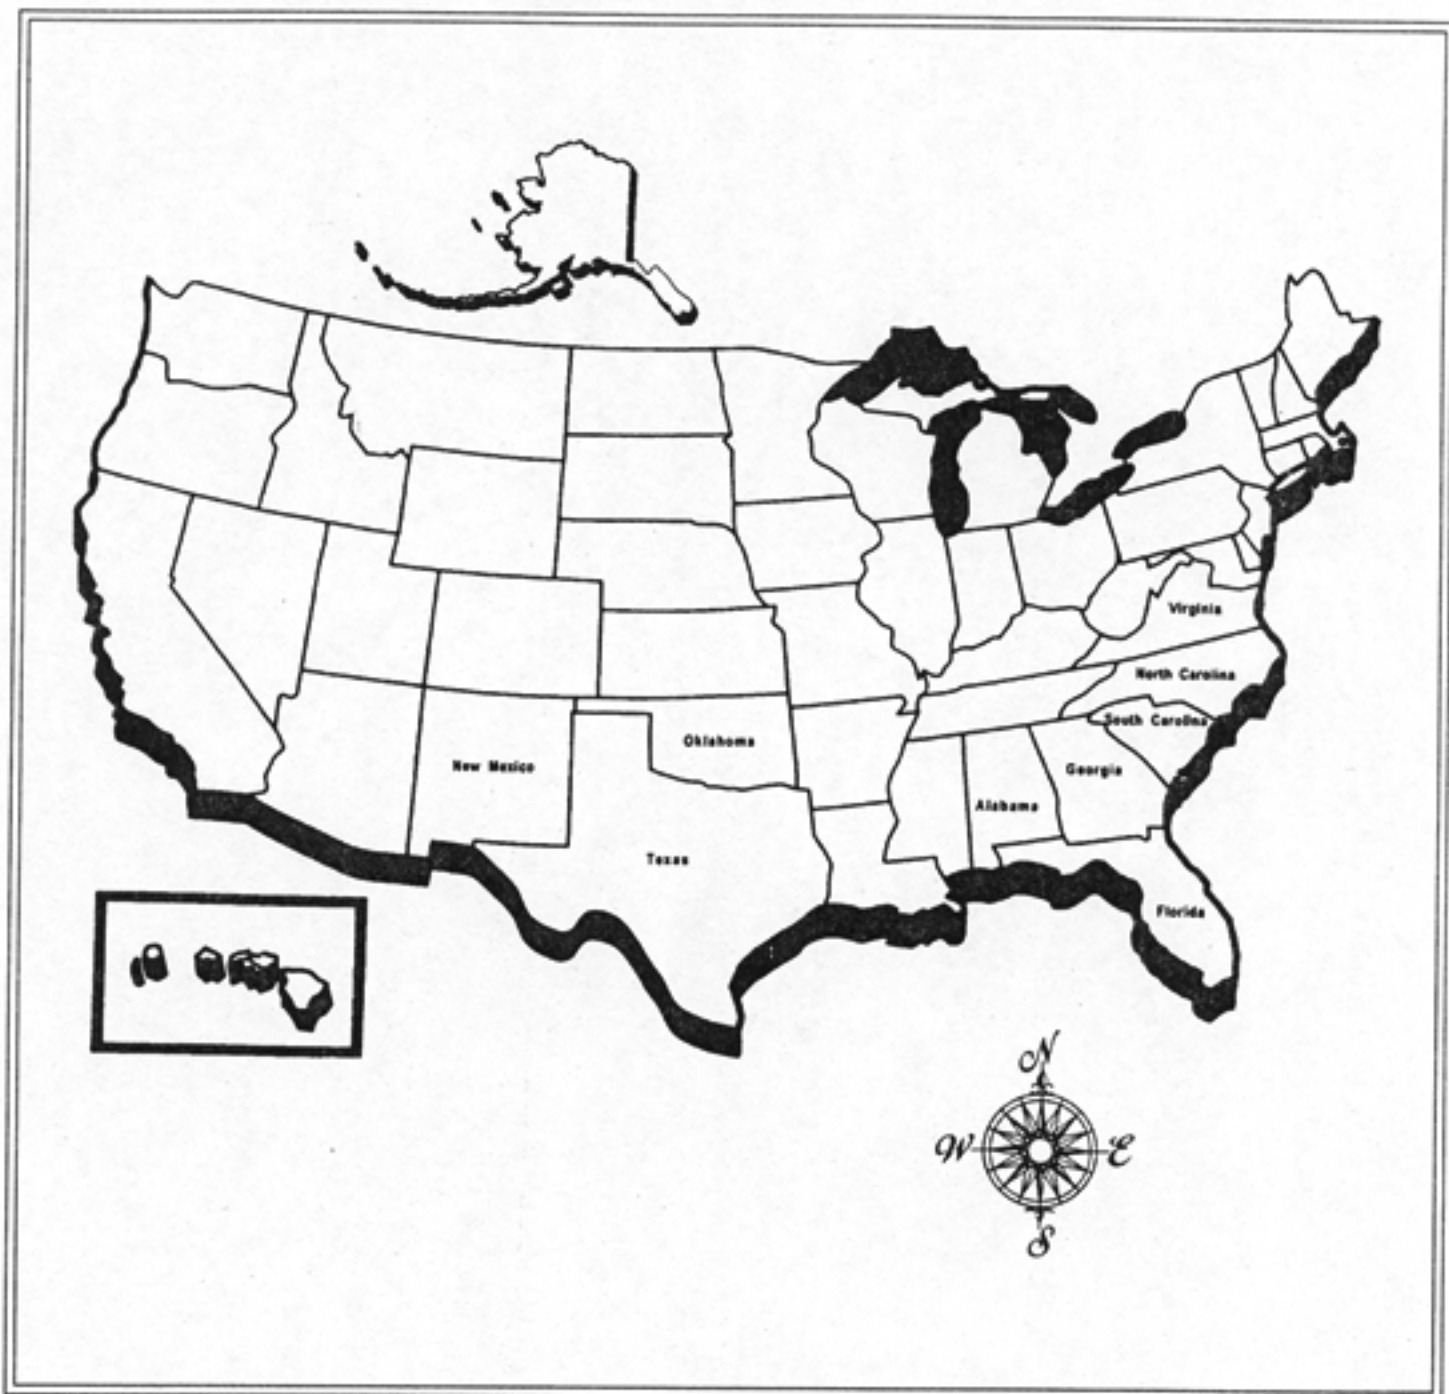 Virginia
North Carolina
South Carolina
Oklahoma
New Mexico
Georgia
Alabama
Texas
Florida
N
W
E
S